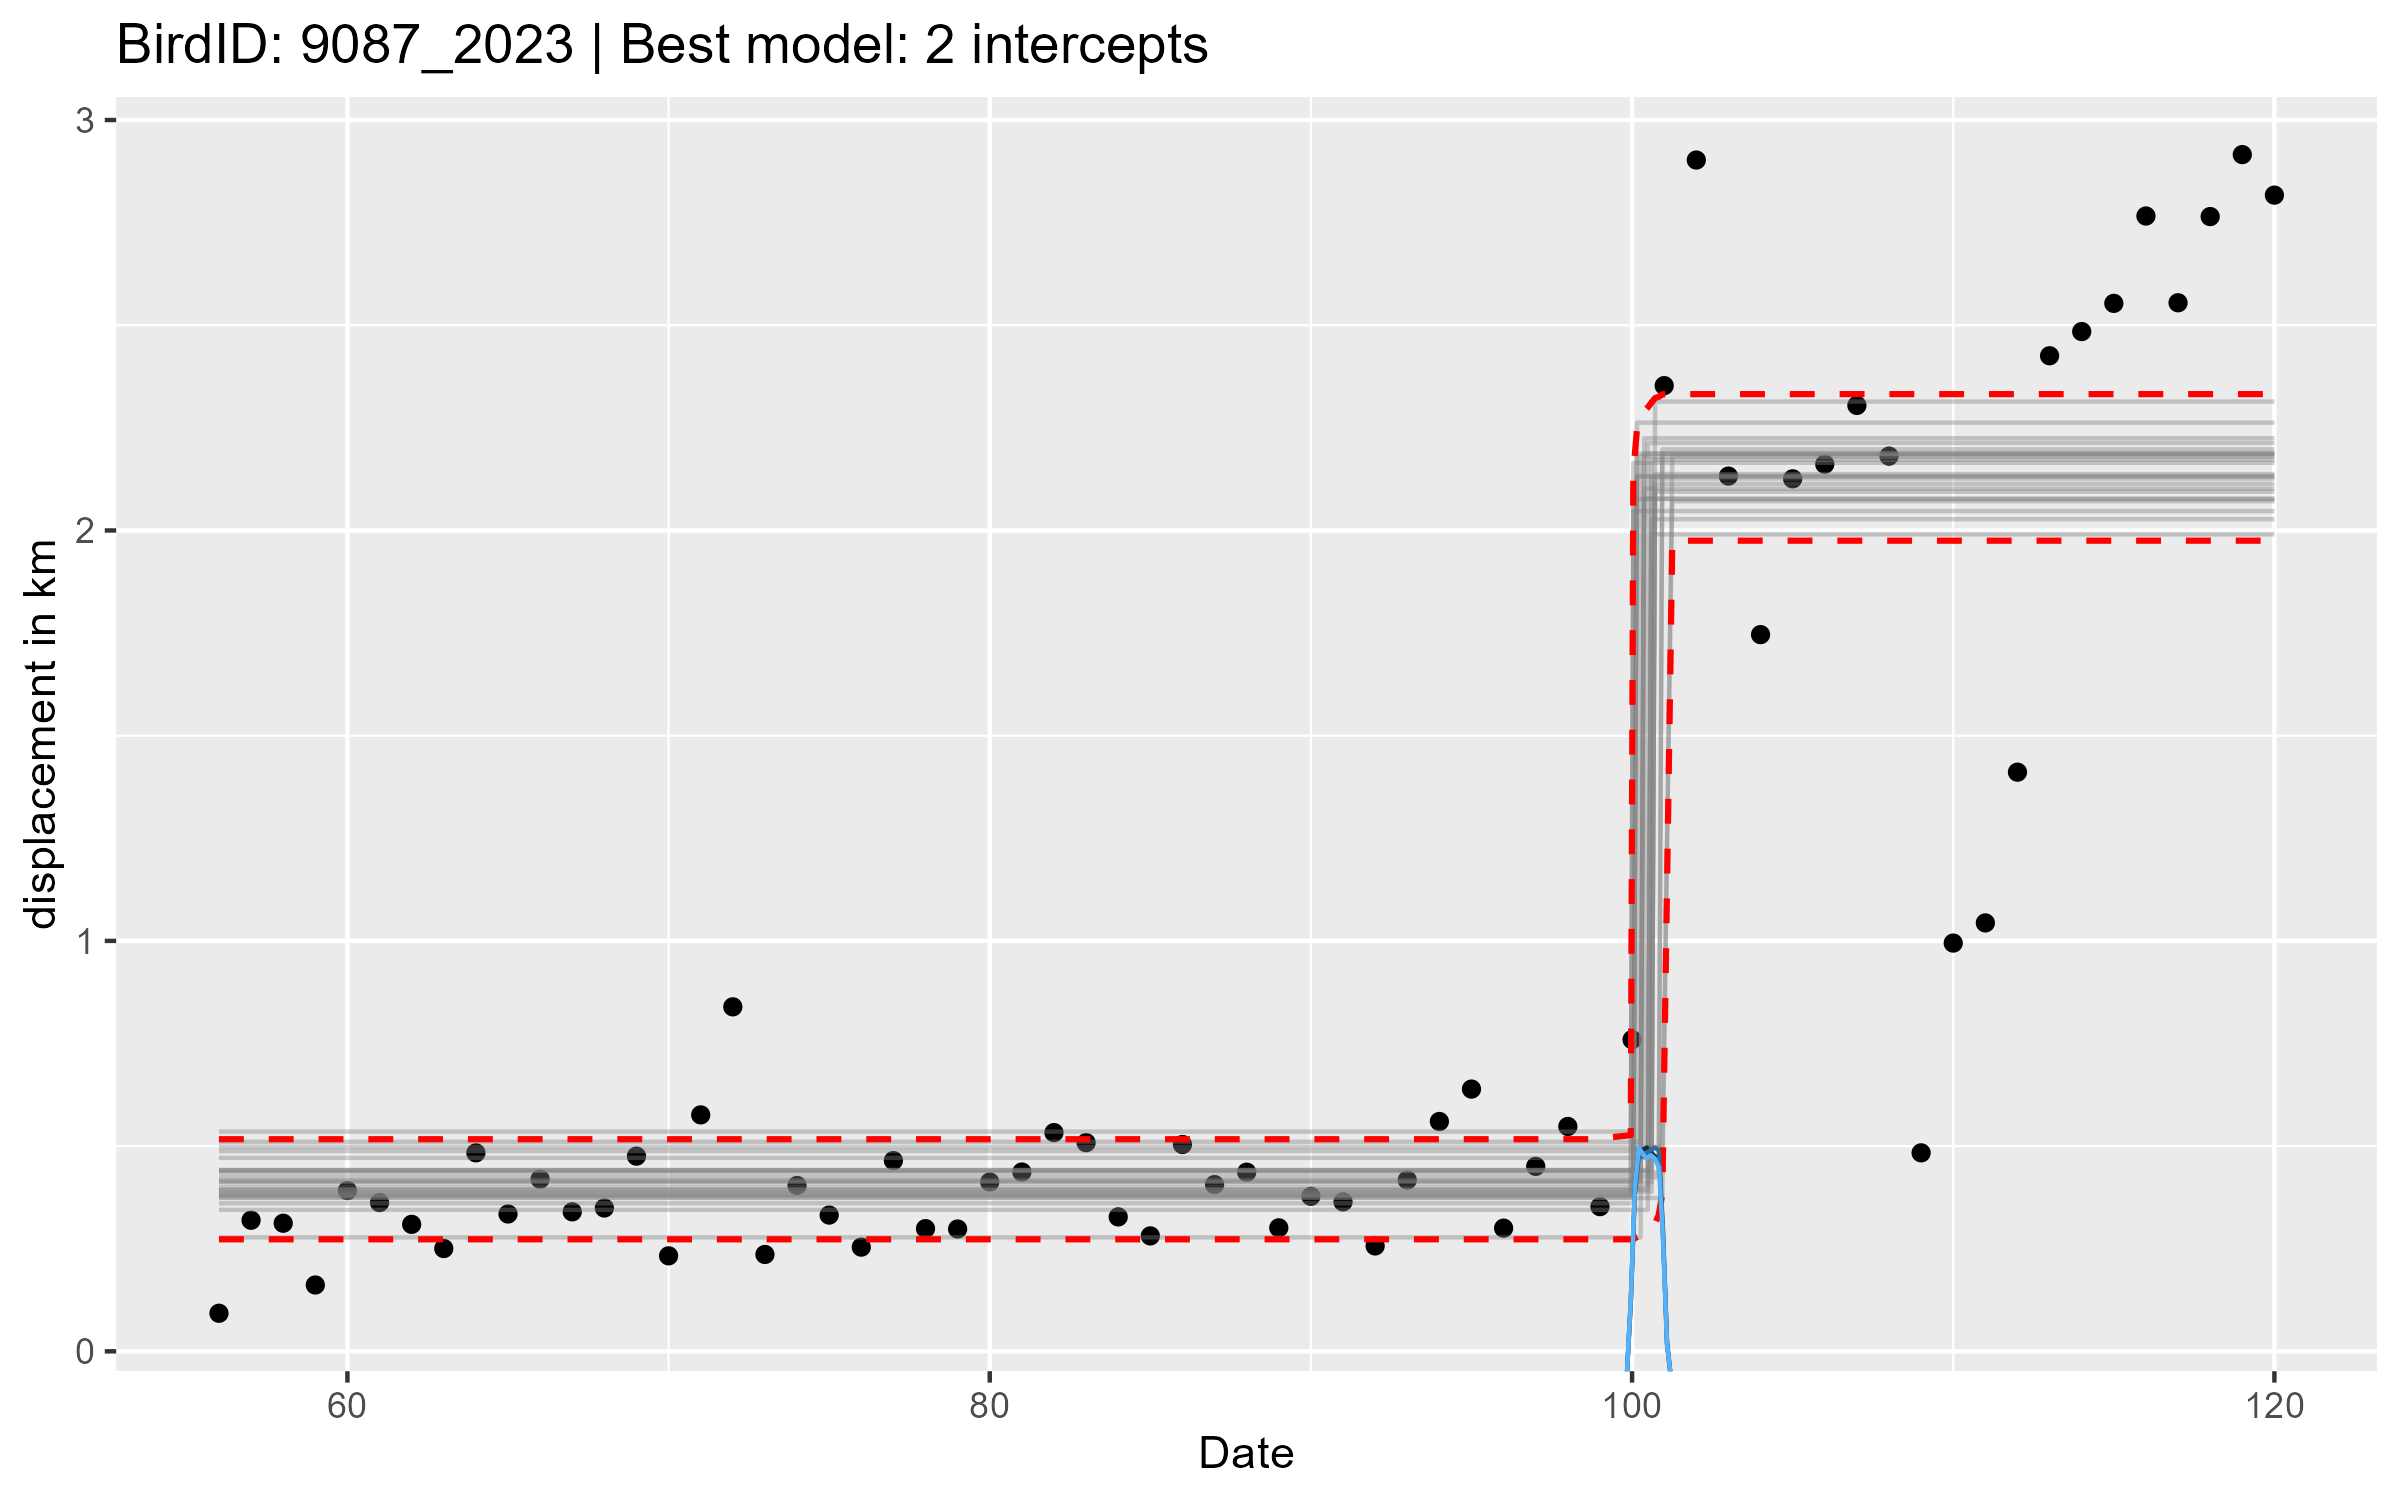 BirdID: 9087_2023 | Best model: 2 intercepts
3
2
1
0
displacement in km
60 80 100 120
Date